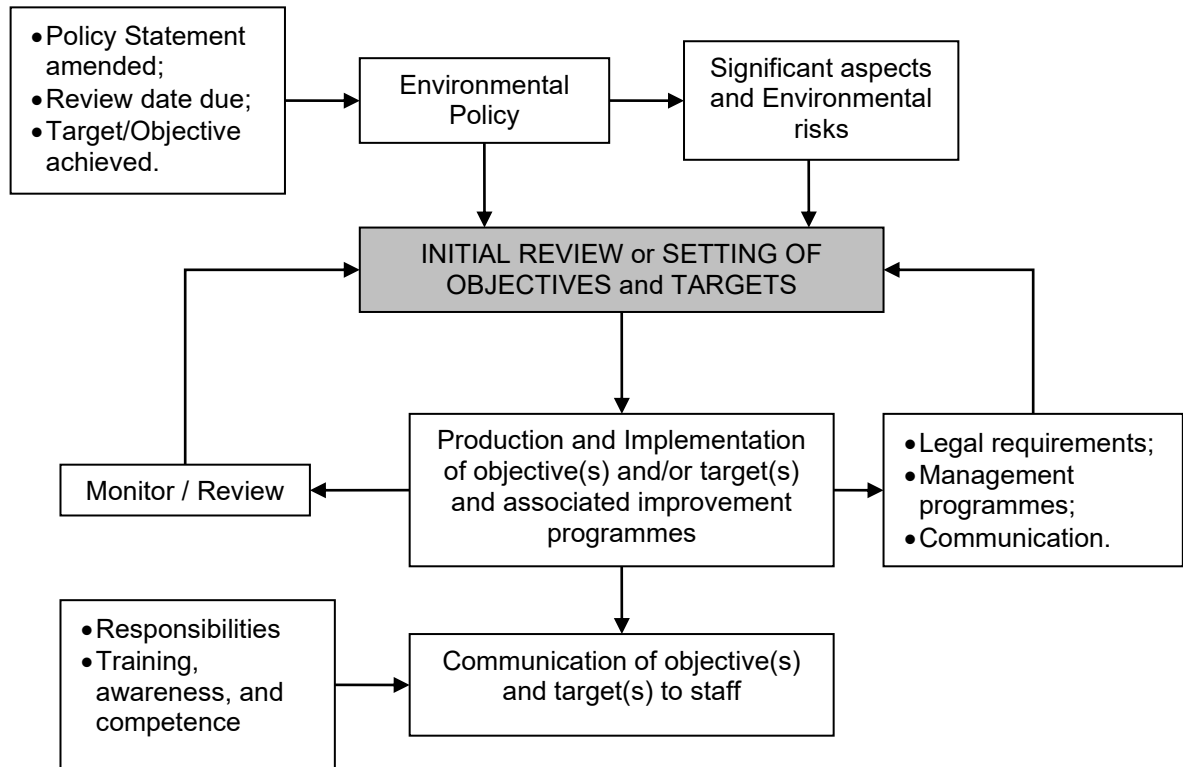 •Policy Statement
amended;
•Review date due;
•Target/Objective
achieved.
Environmental
Policy
Significant aspects
and Environmental
risks
INITIAL REVIEW or SETTING OF
OBJECTIVES and TARGETS
Monitor / Review
Production and Implementation
of objective(s) and/or target(s)
and associated improvement
programmes
•Legal requirements;
•Management
programmes;
•Communication.
•Responsibilities
•Training,
awareness, and
competence
Communication of objective(s)
and target(s) to staff